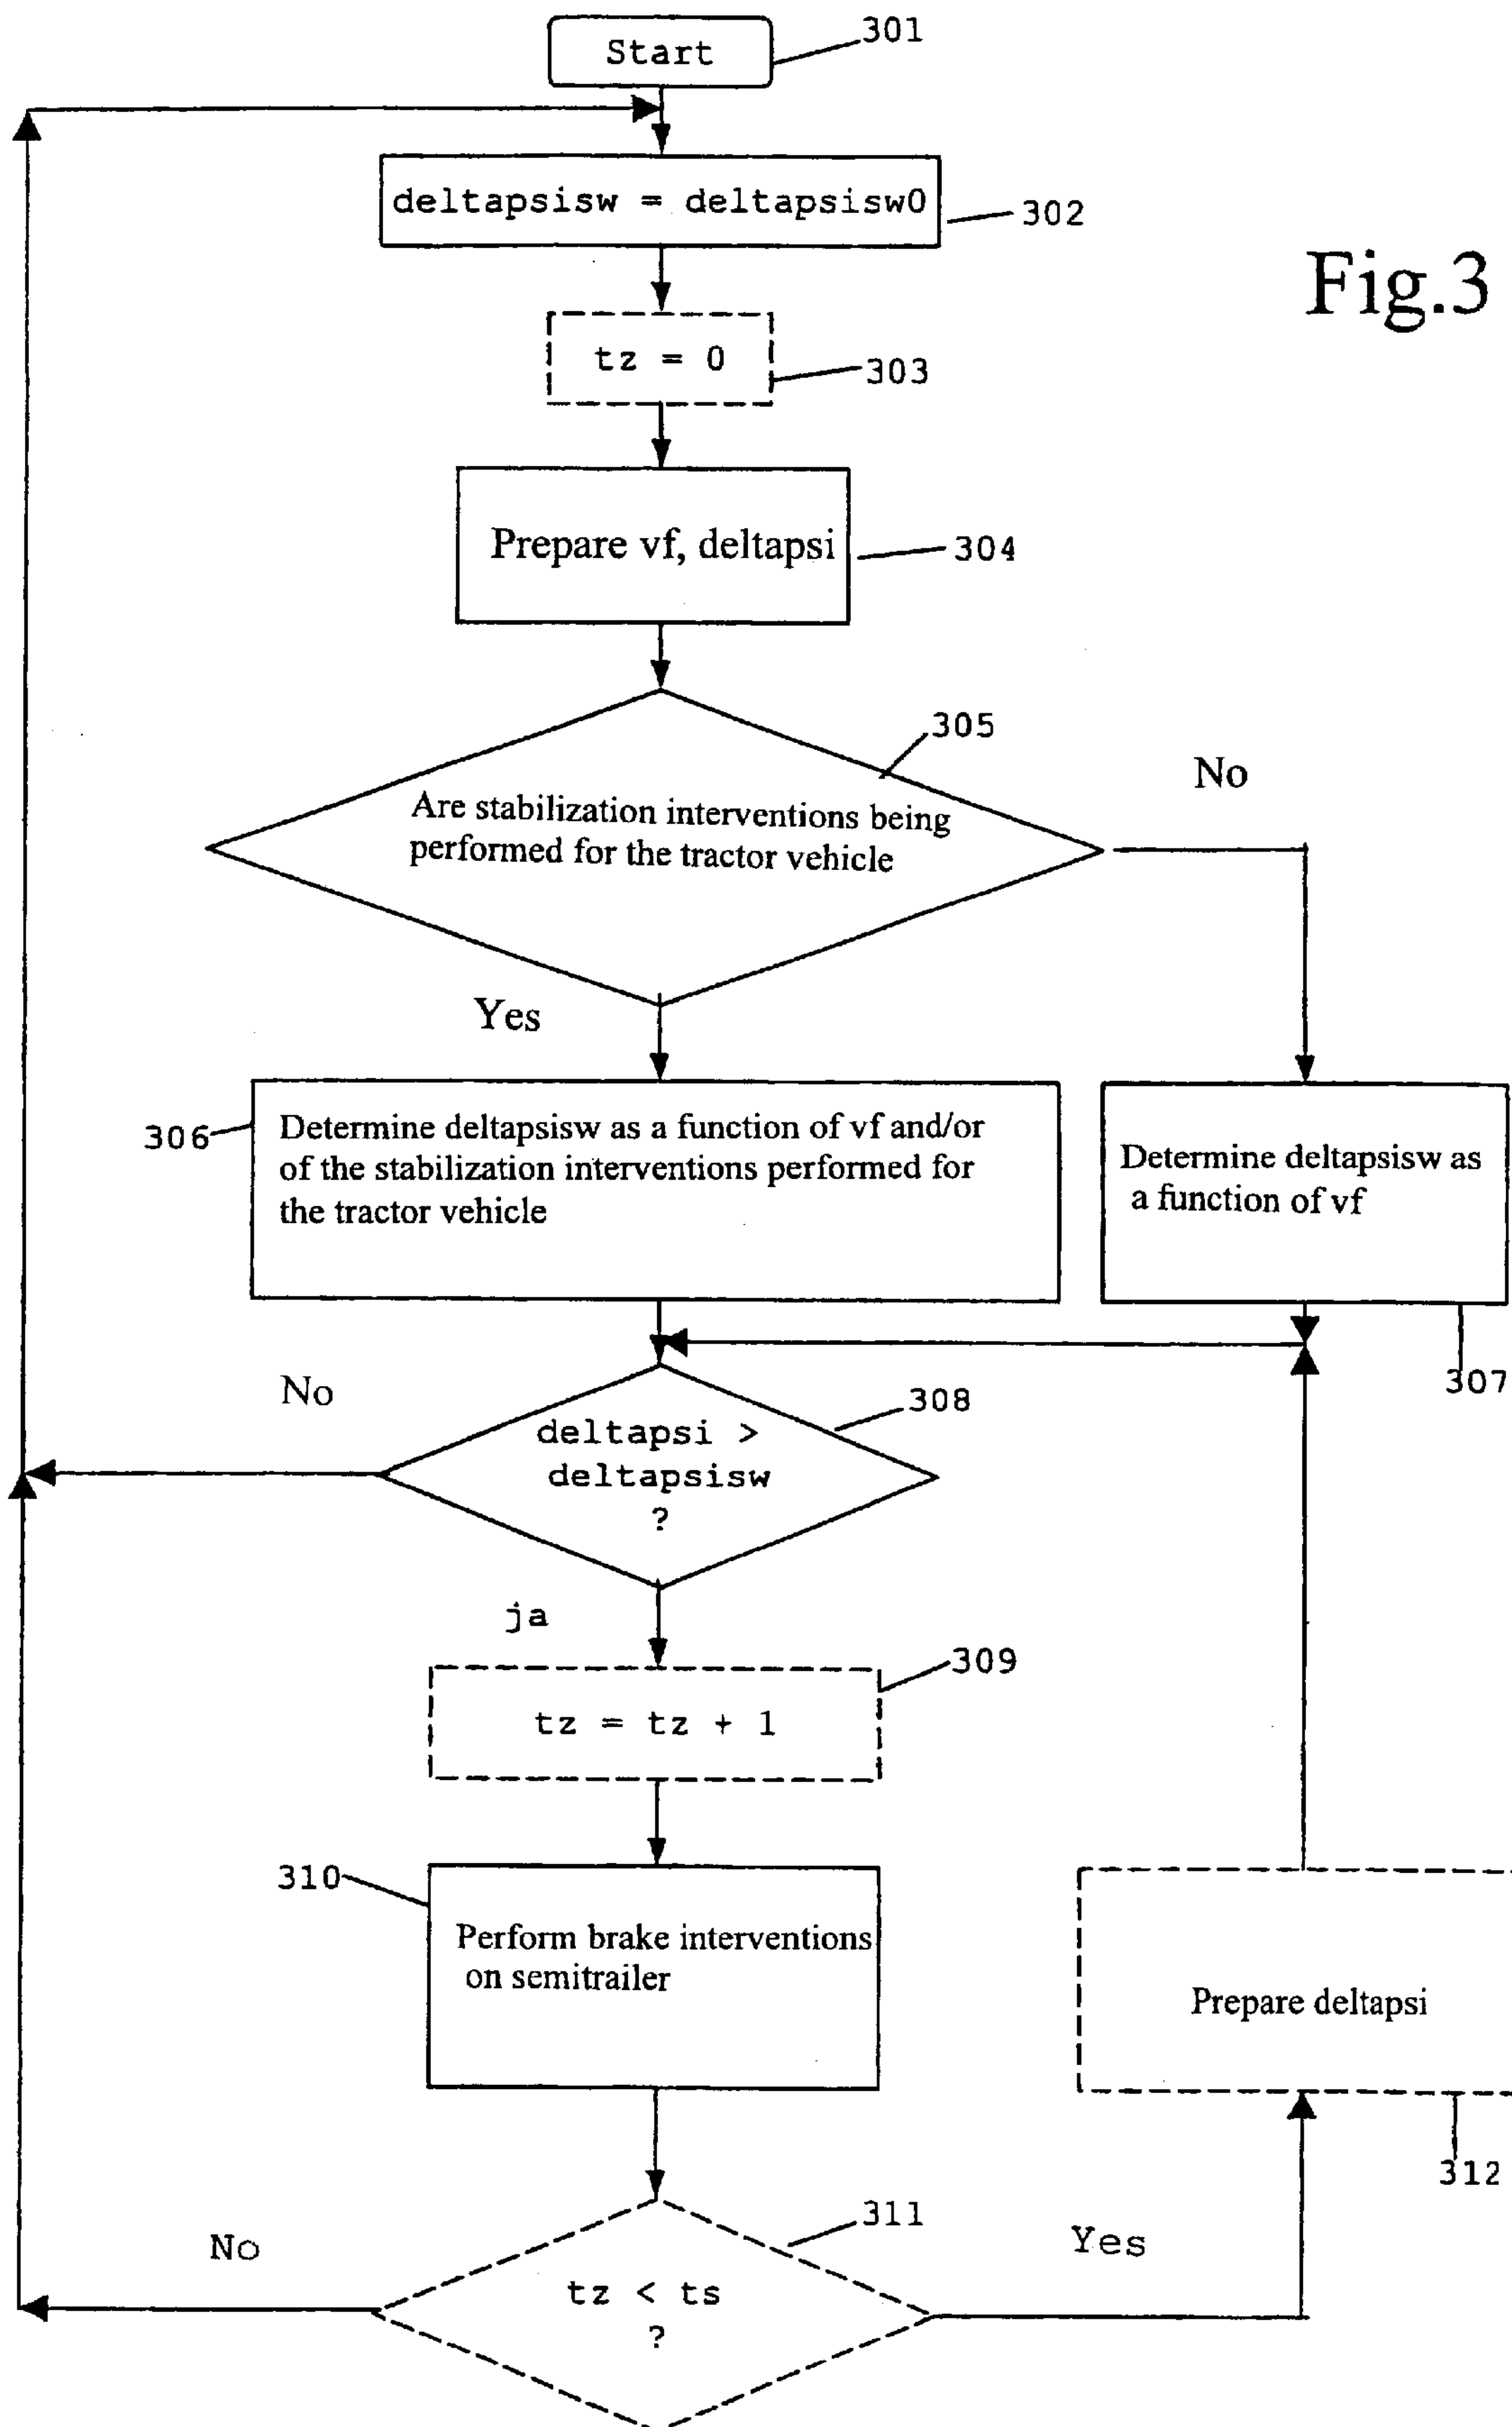 Start
301
deltapsisw = deltapsisw0
302
Fig.3
tz = 0
303
Prepare vf, deltapsi
304
305
Are stabilization interventions being
performed for the tractor vehicle
No
Yes
306
Determine deltapsisw as a function of vf and/or
of the stabilization interventions performed for
the tractor vehicle
Determine deltapsisw as
a function of vf
307
No
308
deltapsi >
deltapsisw
?
ja
309
tz = tz + 1
310
Perform brake interventions
on semitrailer
Prepare deltapsi
312
311
No
Yes
tz < ts
?